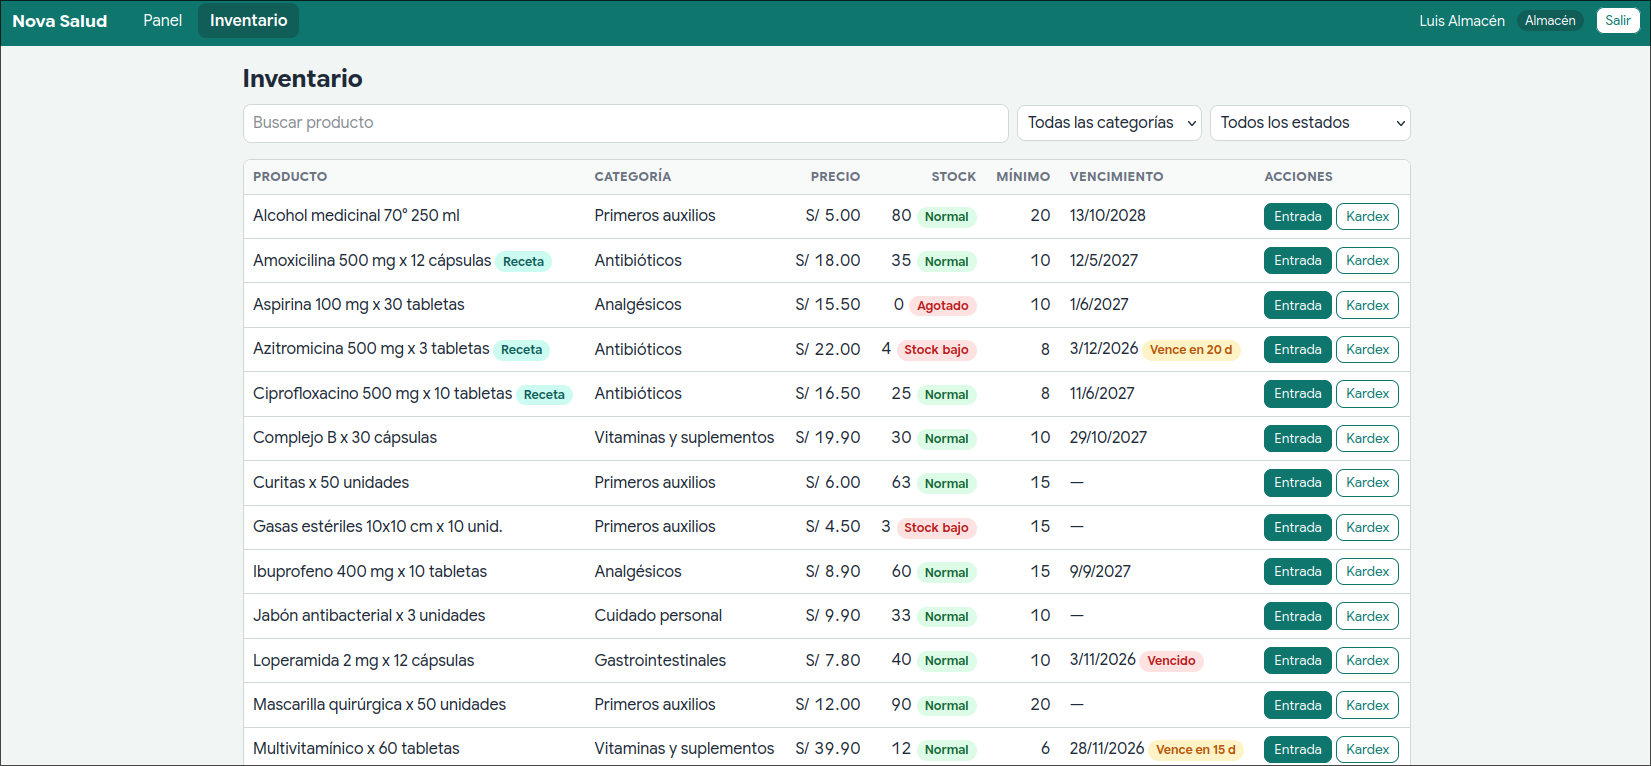 Nova Salud Panel Inventario Luis Almacén Almacén Salir
Inventario
Buscar producto Todas las categorías Todos los estados
PRODUCTO CATEGORÍA PRECIO STOCK MÍNIMO VENCIMIENTO ACCIONES
Alcohol medicinal 70° 250 ml Primeros auxilios S/ 5.00 80 Normal 20 13/10/2028 Entrada Kardex
Amoxicilina 500 mg x 12 cápsulas Receta Antibióticos S/ 18.00 35 Normal 10 12/5/2027 Entrada Kardex
Aspirina 100 mg x 30 tabletas Analgésicos S/ 15.50 0 Agotado 10 1/6/2027 Entrada Kardex
Azitromicina 500 mg x 3 tabletas Receta Antibióticos S/ 22.00 4 Stock bajo 8 3/12/2026 Vence en 20 d Entrada Kardex
Ciprofloxacino 500 mg x 10 tabletas Receta Antibióticos S/ 16.50 25 Normal 8 11/6/2027 Entrada Kardex
Complejo B x 30 cápsulas Vitaminas y suplementos S/ 19.90 30 Normal 10 29/10/2027 Entrada Kardex
Curitas x 50 unidades Primeros auxilios S/ 6.00 63 Normal 15 — Entrada Kardex
Gasas estériles 10x10 cm x 10 unid. Primeros auxilios S/ 4.50 3 Stock bajo 15 — Entrada Kardex
Ibuprofeno 400 mg x 10 tabletas Analgésicos S/ 8.90 60 Normal 15 9/9/2027 Entrada Kardex
Jabón antibacterial x 3 unidades Cuidado personal S/ 9.90 33 Normal 10 — Entrada Kardex
Loperamida 2 mg x 12 cápsulas Gastrointestinales S/ 7.80 40 Normal 10 3/11/2026 Vencido Entrada Kardex
Mascarilla quirúrgica x 50 unidades Primeros auxilios S/ 12.00 90 Normal 20 — Entrada Kardex
Multivitamínico x 60 tabletas Vitaminas y suplementos S/ 39.90 12 Normal 6 28/11/2026 Vence en 15 d Entrada Kardex